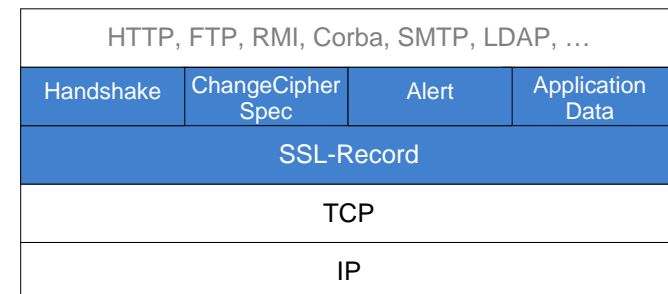 HTTP, FTP, RMI, Corba, SMTP, LDAP, …
Handshake
ChangeCipher
Spec
Alert
Application
Data
SSL-Record
TCP
IP